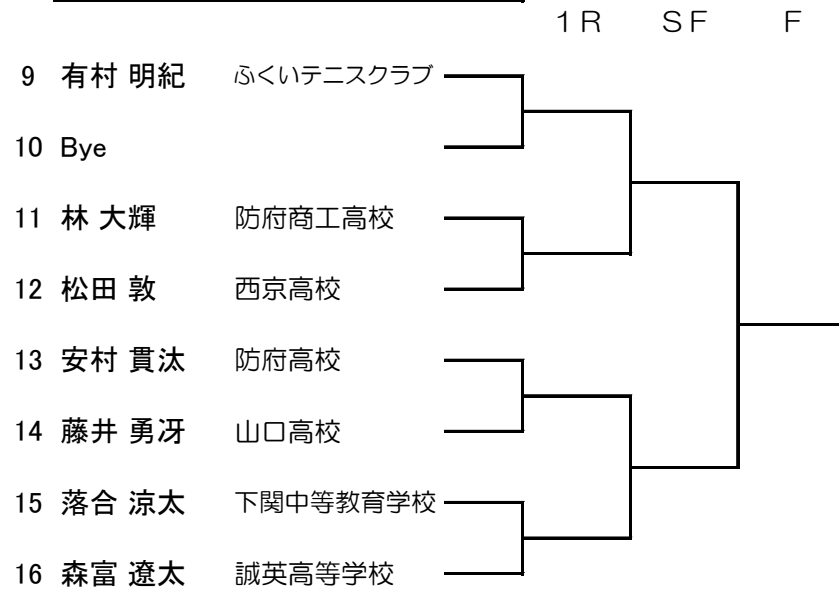 1R SF F
9 有村 明紀 ふくいテニスクラブ
10 Bye
11 林 大輝 防府商工高校
12 松田 敦 西京高校
13 安村 貫汰 防府高校
14 藤井 勇冴 山口高校
15 落合 涼太 下関中等教育学校
16 森富 遼太 誠英高等学校